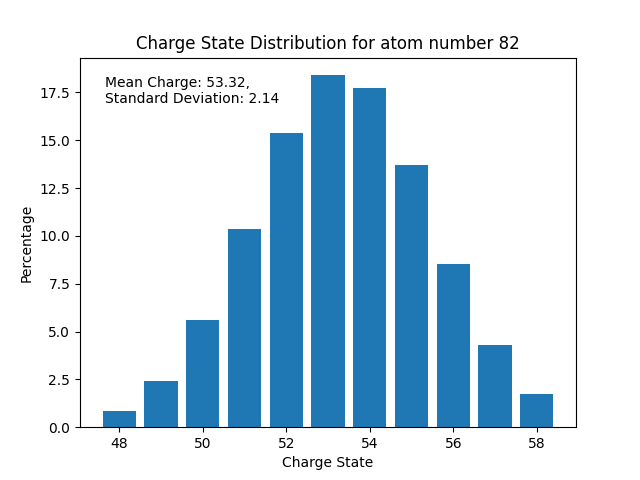 Charge State Distribution for atom number 82
Mean Charge: 53.32,
Standard Deviation: 2.14
17.5
15.0
12.5
10.0
7.5
5.0
2.5
0.0
Percentage
48 50 52 54 56 58
Charge State